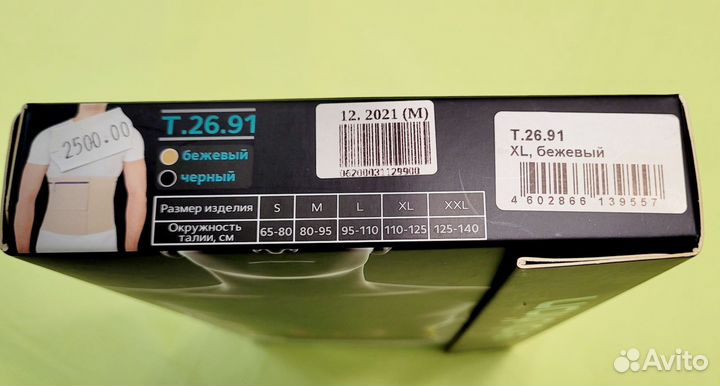 2500.00
T.26.91
бежевый
черный
Размер изделия S M L XL XXL
Окружность талии, см 65-80 80-95 95-110 110-125 125-140
12. 2021 (M)
06200031129900
T.26.91
XL, бежевый
4 602866 139557
Avito